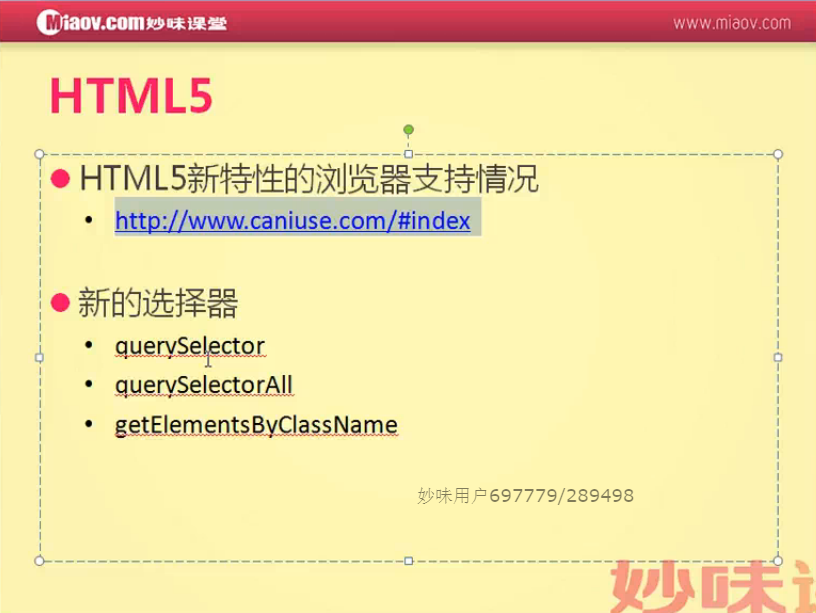 Miaov.com妙味课堂
www.miaov.com
HTML5
HTML5新特性的浏览器支持情况
http://www.caniuse.com/#index
新的选择器
querySelector
querySelectorAll
getElementsByClassName
妙味用户697779/289498
妙味